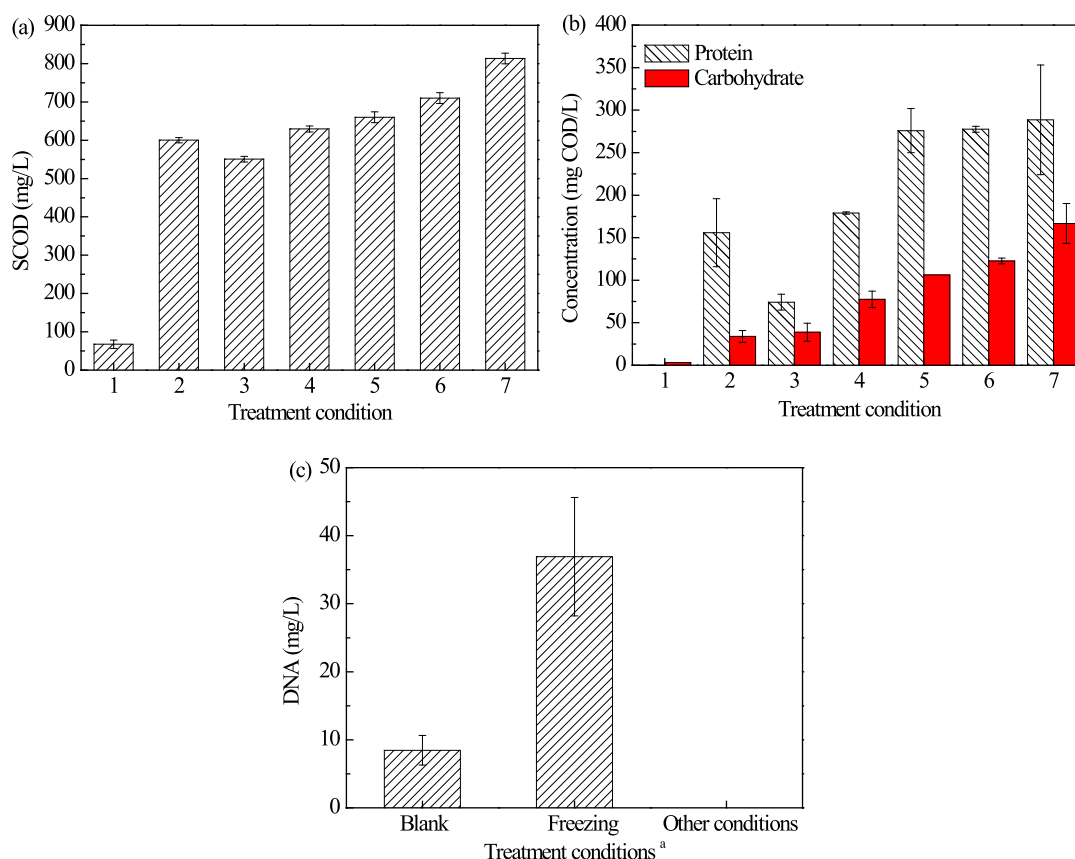 (a)
900
800
700
600
500
400
300
200
100
0
SCOD (mg/L)
1 2 3 4 5 6 7
Treatment condition
(b)
400
350
300
250
200
150
100
50
0
Concentration (mg COD/L)
Protein
Carbohydrate
1 2 3 4 5 6 7
Treatment condition
(c)
50
40
30
20
10
0
DNA (mg/L)
Blank Freezing Other conditions
Treatment conditions a